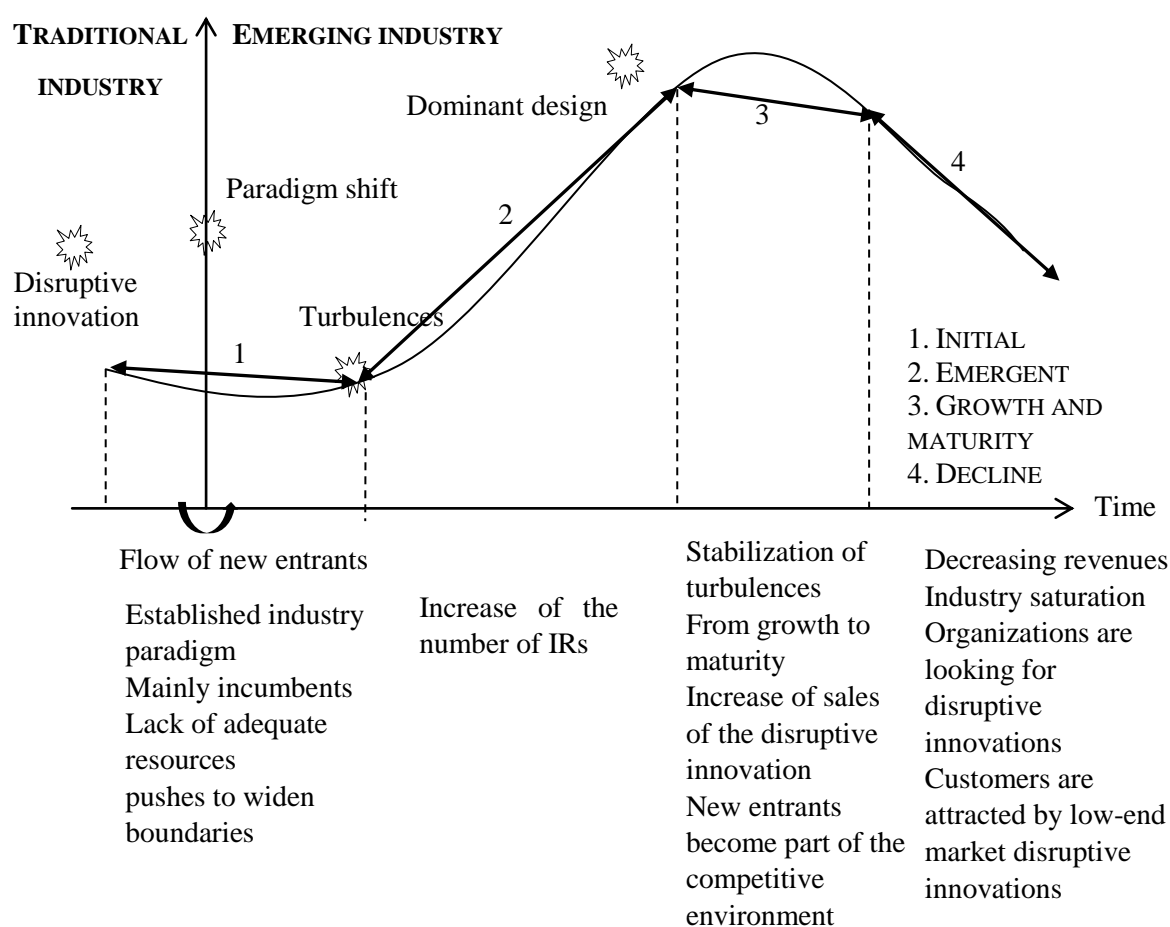 TRADITIONAL
INDUSTRY
EMERGING INDUSTRY
Dominant design
3
4
Paradigm shift
2
Disruptive
innovation
Turbulences
1
1. INITIAL
2. EMERGENT
3. GROWTH AND
MATURITY
4. DECLINE
Time
Flow of new entrants
Established industry
paradigm
Mainly incumbents
Lack of adequate
resources
pushes to widen
boundaries
Increase of the
number of IRs
Stabilization of
turbulences
From growth to
maturity
Increase of sales
of the disruptive
innovation
New entrants
become part of the
competitive
environment
Decreasing revenues
Industry saturation
Organizations are
looking for
disruptive
innovations
Customers are
attracted by low-end
market disruptive
innovations